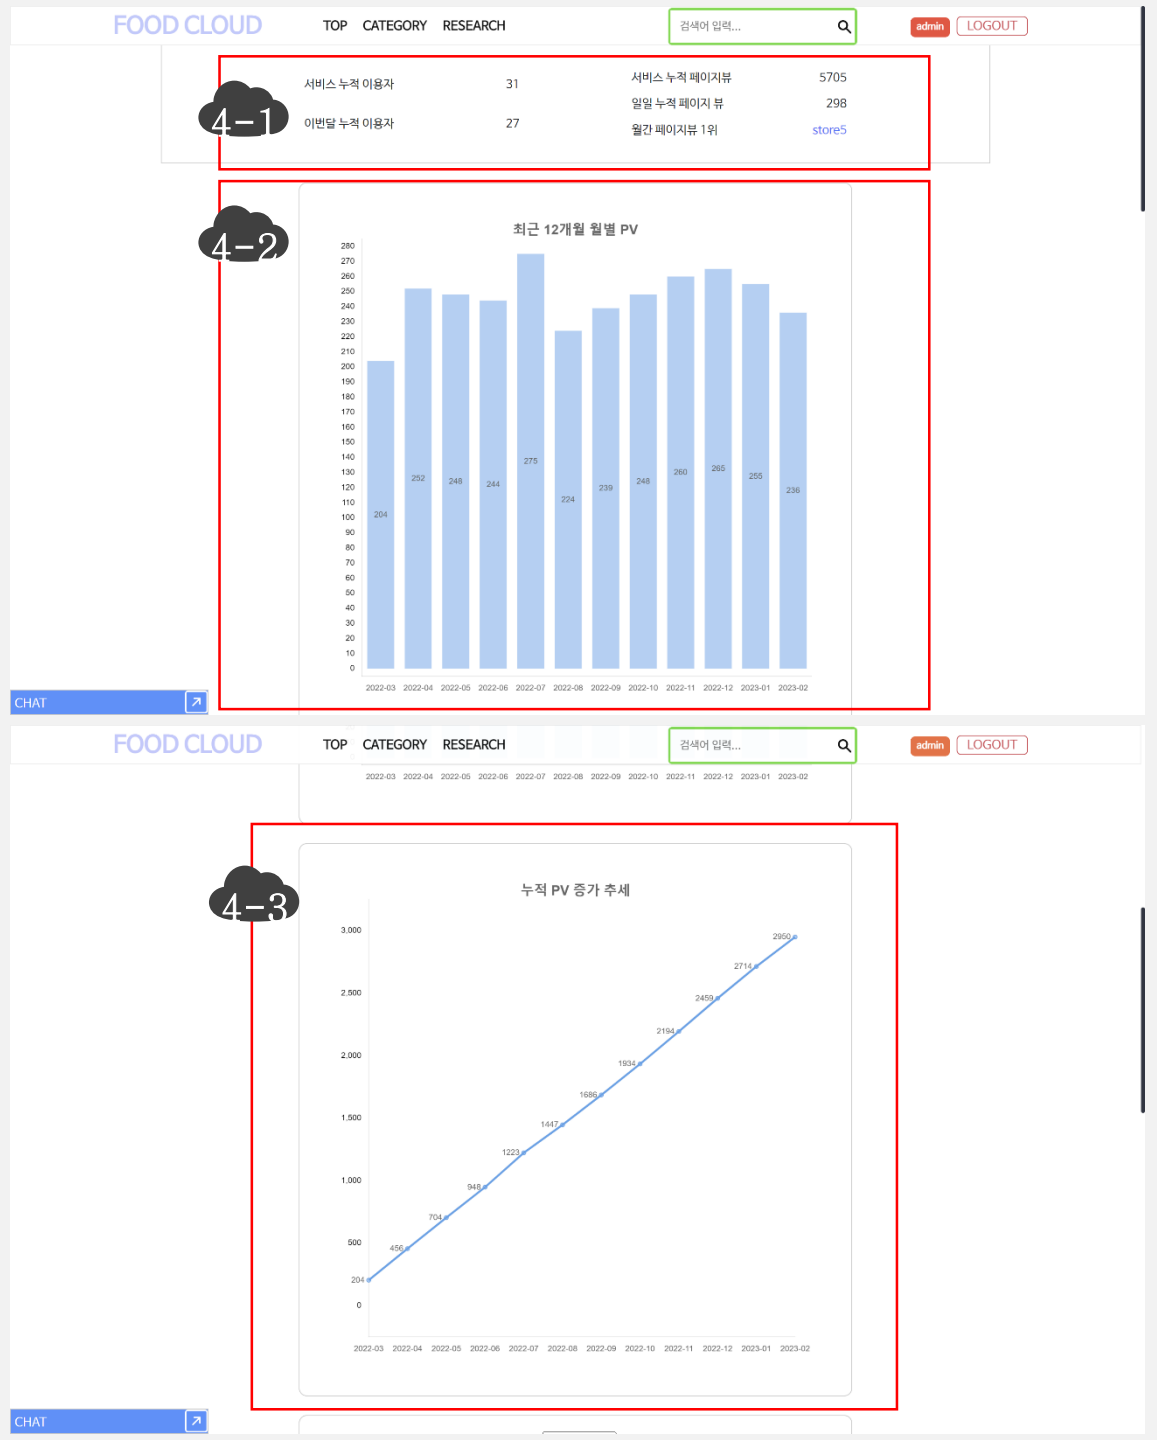 FOOD CLOUD TOP CATEGORY RESEARCH 검색어 입력... admin LOGOUT
4-1
서비스 누적 이용자 31
이번달 누적 이용자 27
서비스 누적 페이지뷰 5705
일일 누적 페이지 뷰 298
월간 페이지뷰 1위 store5
4-2
최근 12개월 월별 PV
280
270
260
250
240
230
220
210
200
190
180
170
160
150
140
130
120
110
100
90
80
70
60
50
40
30
20
10
0
204 252 248 244 275 224 239 248 260 265 255 236
2022-03 2022-04 2022-05 2022-06 2022-07 2022-08 2022-09 2022-10 2022-11 2022-12 2023-01 2023-02
CHAT
FOOD CLOUD TOP CATEGORY RESEARCH 검색어 입력... admin LOGOUT
2022-03 2022-04 2022-05 2022-06 2022-07 2022-08 2022-09 2022-10 2022-11 2022-12 2023-01 2023-02
4-3
누적 PV 증가 추세
3,000
2,500
2,000
1,500
1,000
500
0
204 456 704 948 1223 1447 1686 1934 2194 2459 2714 2950
2022-03 2022-04 2022-05 2022-06 2022-07 2022-08 2022-09 2022-10 2022-11 2022-12 2023-01 2023-02
CHAT